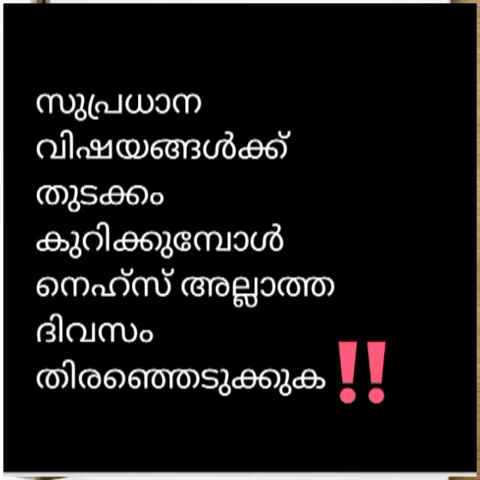 സുപ്രധാന
വിഷയങ്ങൾക്ക്
തുടക്കം
കുറിക്കുമ്പോൾ
നെഹ്സ് അല്ലാത്ത
ദിവസം
തിരഞ്ഞെടുക്കുക‼️